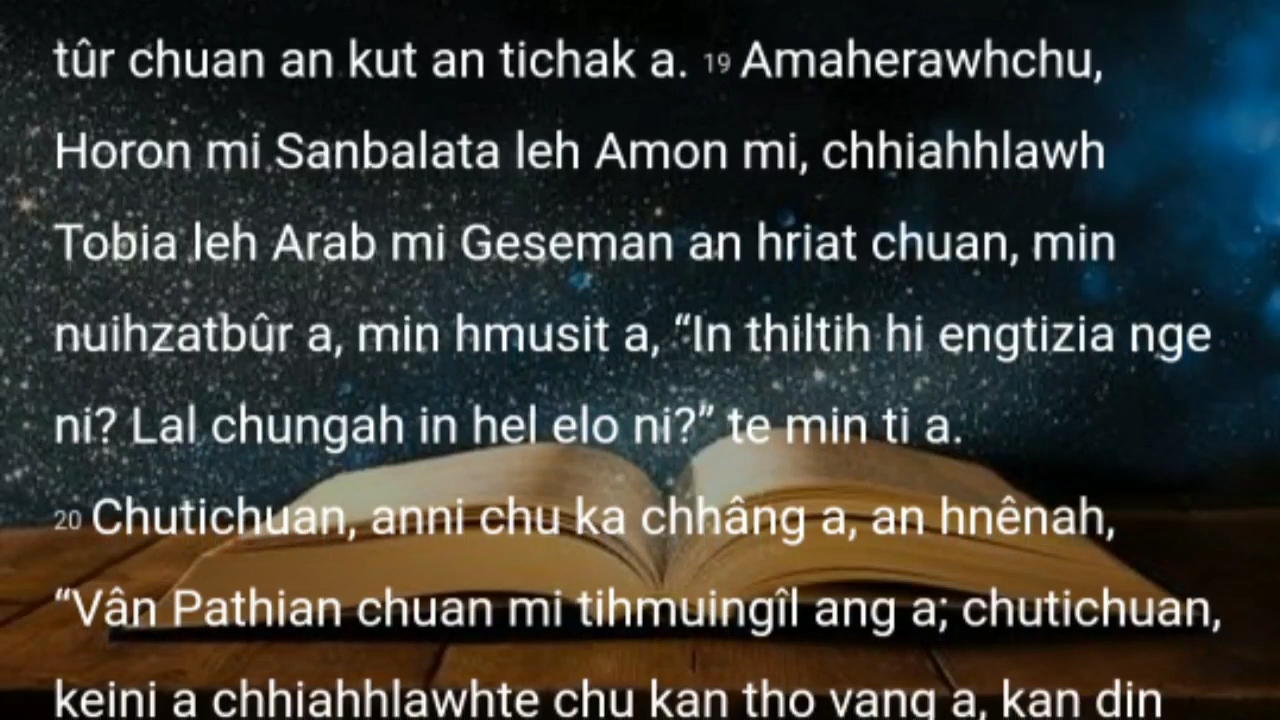 tûr chuan an kut an tichak a. 19 Amaherawhchu,
Horon mi Sanbalata leh Amon mi, chhiahhlawh
Tobia leh Arab mi Geseman an hriat chuan, min
nuihzatbûr a, min hmusit a, “In thiltih hi engtizia nge
ni? Lal chungah in hel elo ni?” te min ti a.
20 Chutichuan, anni chu ka chhâng a, an hnênah,
“Vân Pathian chuan mi tihmuingîl ang a; chutichuan,
keini a chhiahhlawhte chu kan tho vang a, kan din